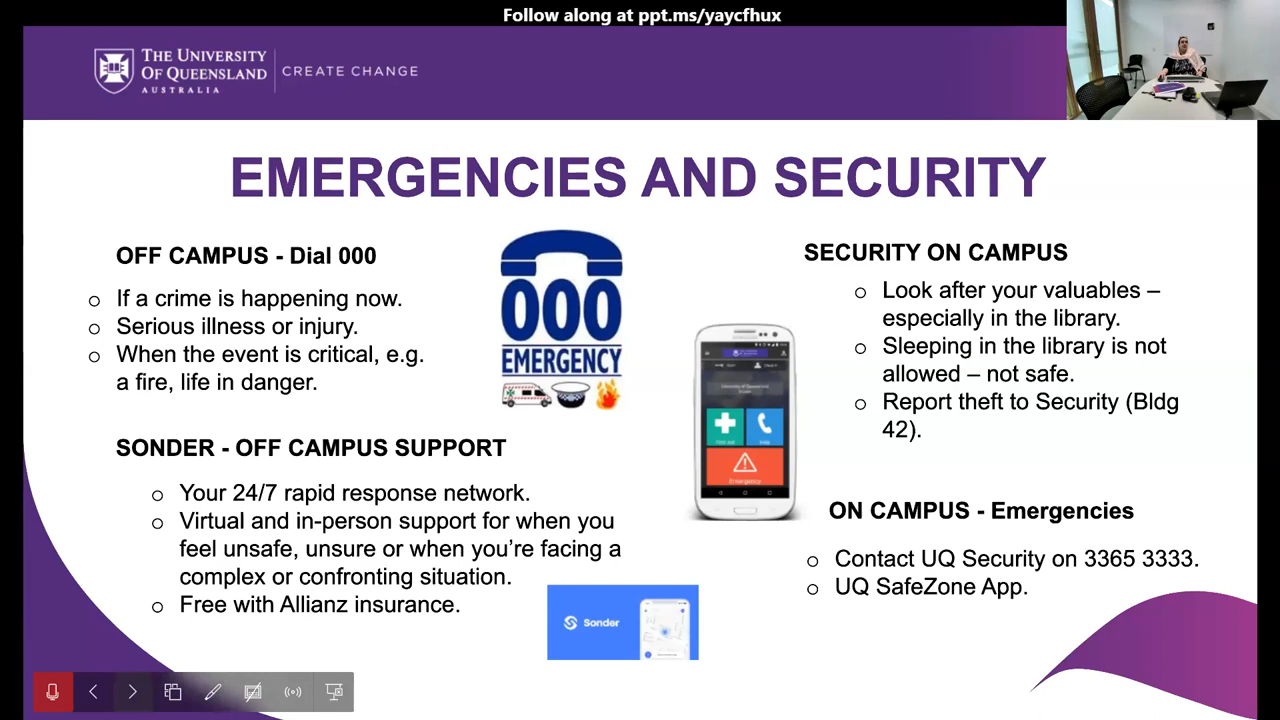 Follow along at ppt.ms/yaycfhux
THE UNIVERSITY
OF QUEENSLAND
AUSTRALIA
CREATE CHANGE
EMERGENCIES AND SECURITY
OFF CAMPUS - Dial 000
o If a crime is happening now.
o Serious illness or injury.
o When the event is critical, e.g.
a fire, life in danger.
000
EMERGENCY
SONDER - OFF CAMPUS SUPPORT
o Your 24/7 rapid response network.
o Virtual and in-person support for when you
feel unsafe, unsure or when you’re facing a
complex or confronting situation.
o Free with Allianz insurance.
Sonder
Emergency
SECURITY ON CAMPUS
o Look after your valuables –
especially in the library.
o Sleeping in the library is not
allowed – not safe.
o Report theft to Security (Bldg
42).
ON CAMPUS - Emergencies
o Contact UQ Security on 3365 3333.
o UQ SafeZone App.